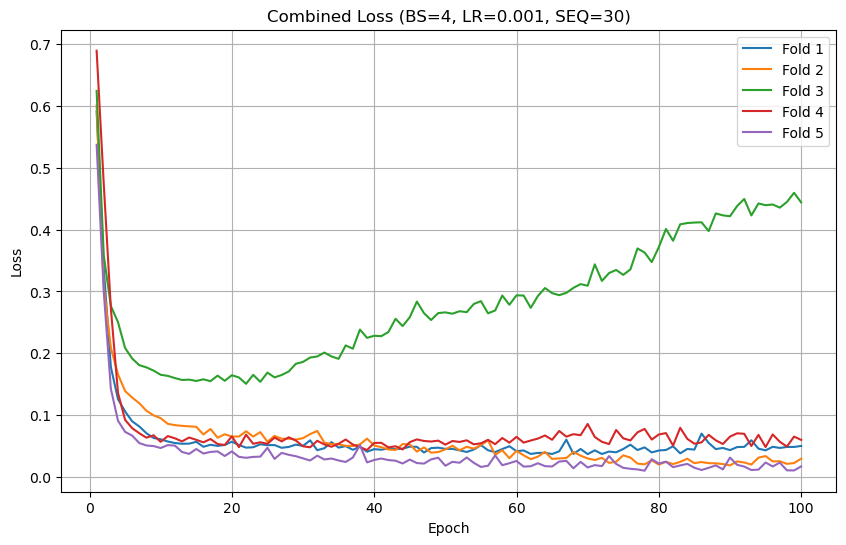 Combined Loss (BS=4, LR=0.001, SEQ=30)
Fold 1
Fold 2
Fold 3
Fold 4
Fold 5
Loss
0.7
0.6
0.5
0.4
0.3
0.2
0.1
0.0
0 20 40 60 80 100
Epoch